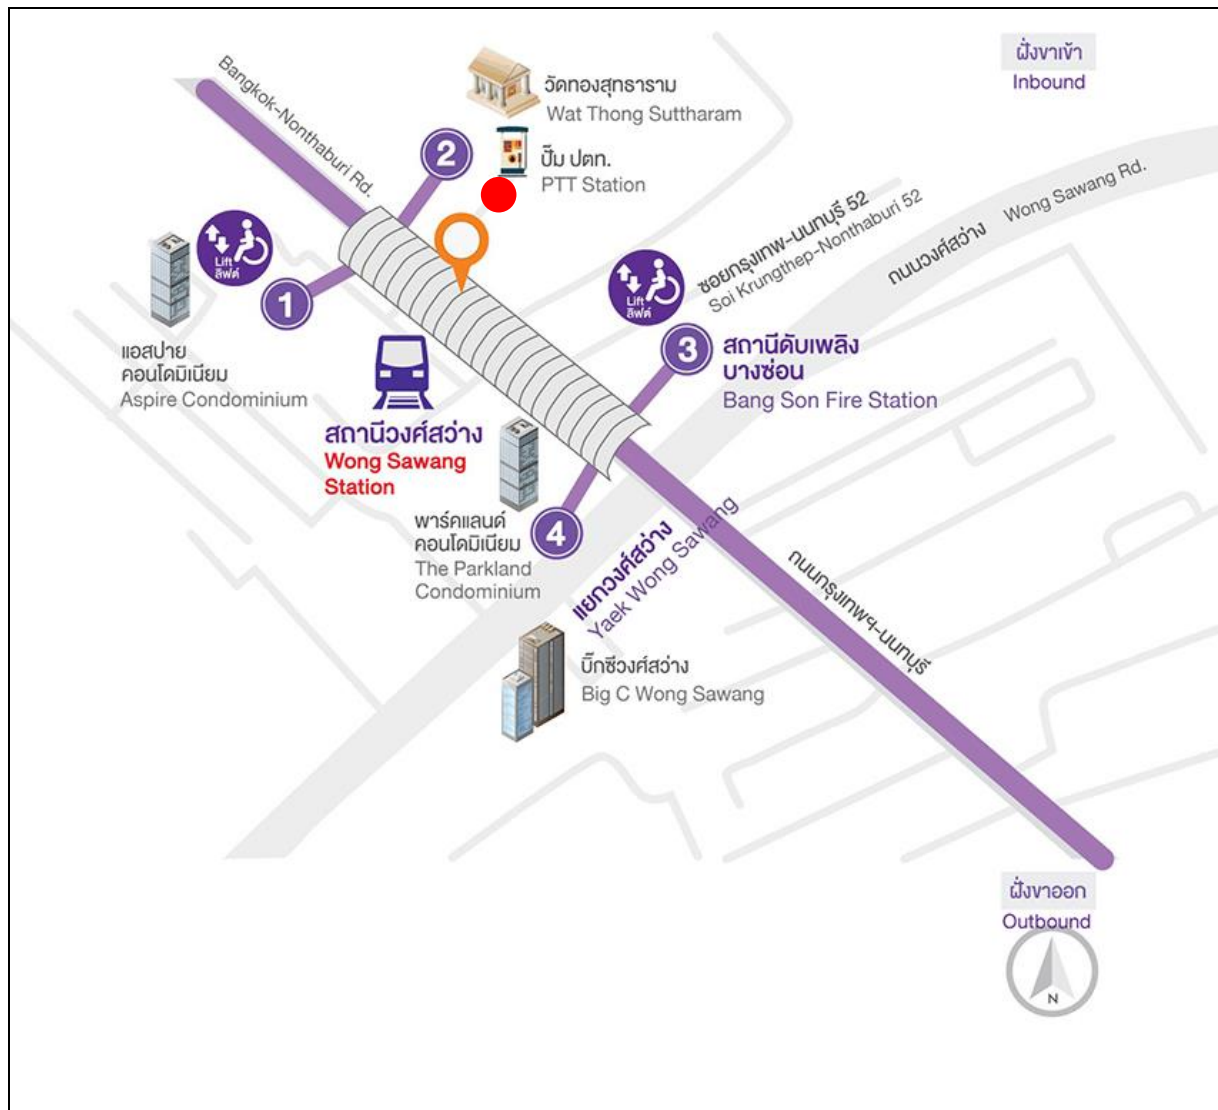 ฝั่งขาเข้า
Inbound
Bangkok-Nonthaburi Rd.
วัดทองสุทธาราม
Wat Thong Suttharam
2
ปั๊ม ปตท.
PTT Station
ซอยกรุงเทพ-นนทบุรี 52
Soi Krungthep-Nonthaburi 52
ถนนวงศ์สว่าง
Wong Sawang Rd.
Lift
ลิฟต์
1
Lift
ลิฟต์
3
สถานีดับเพลิง
บางซ่อน
Bang Son Fire Station
แอสปาย
คอนโดมิเนียม
Aspire Condominium
สถานีวงศ์สว่าง
Wong Sawang
Station
พาร์คแลนด์
คอนโดมิเนียม
The Parkland
Condominium
4
แยกวงศ์สว่าง
Yaek Wong Sawang
ถนนกรุงเทพฯ-นนทบุรี
บิ๊กซีวงศ์สว่าง
Big C Wong Sawang
ฝั่งขาออก
Outbound
N